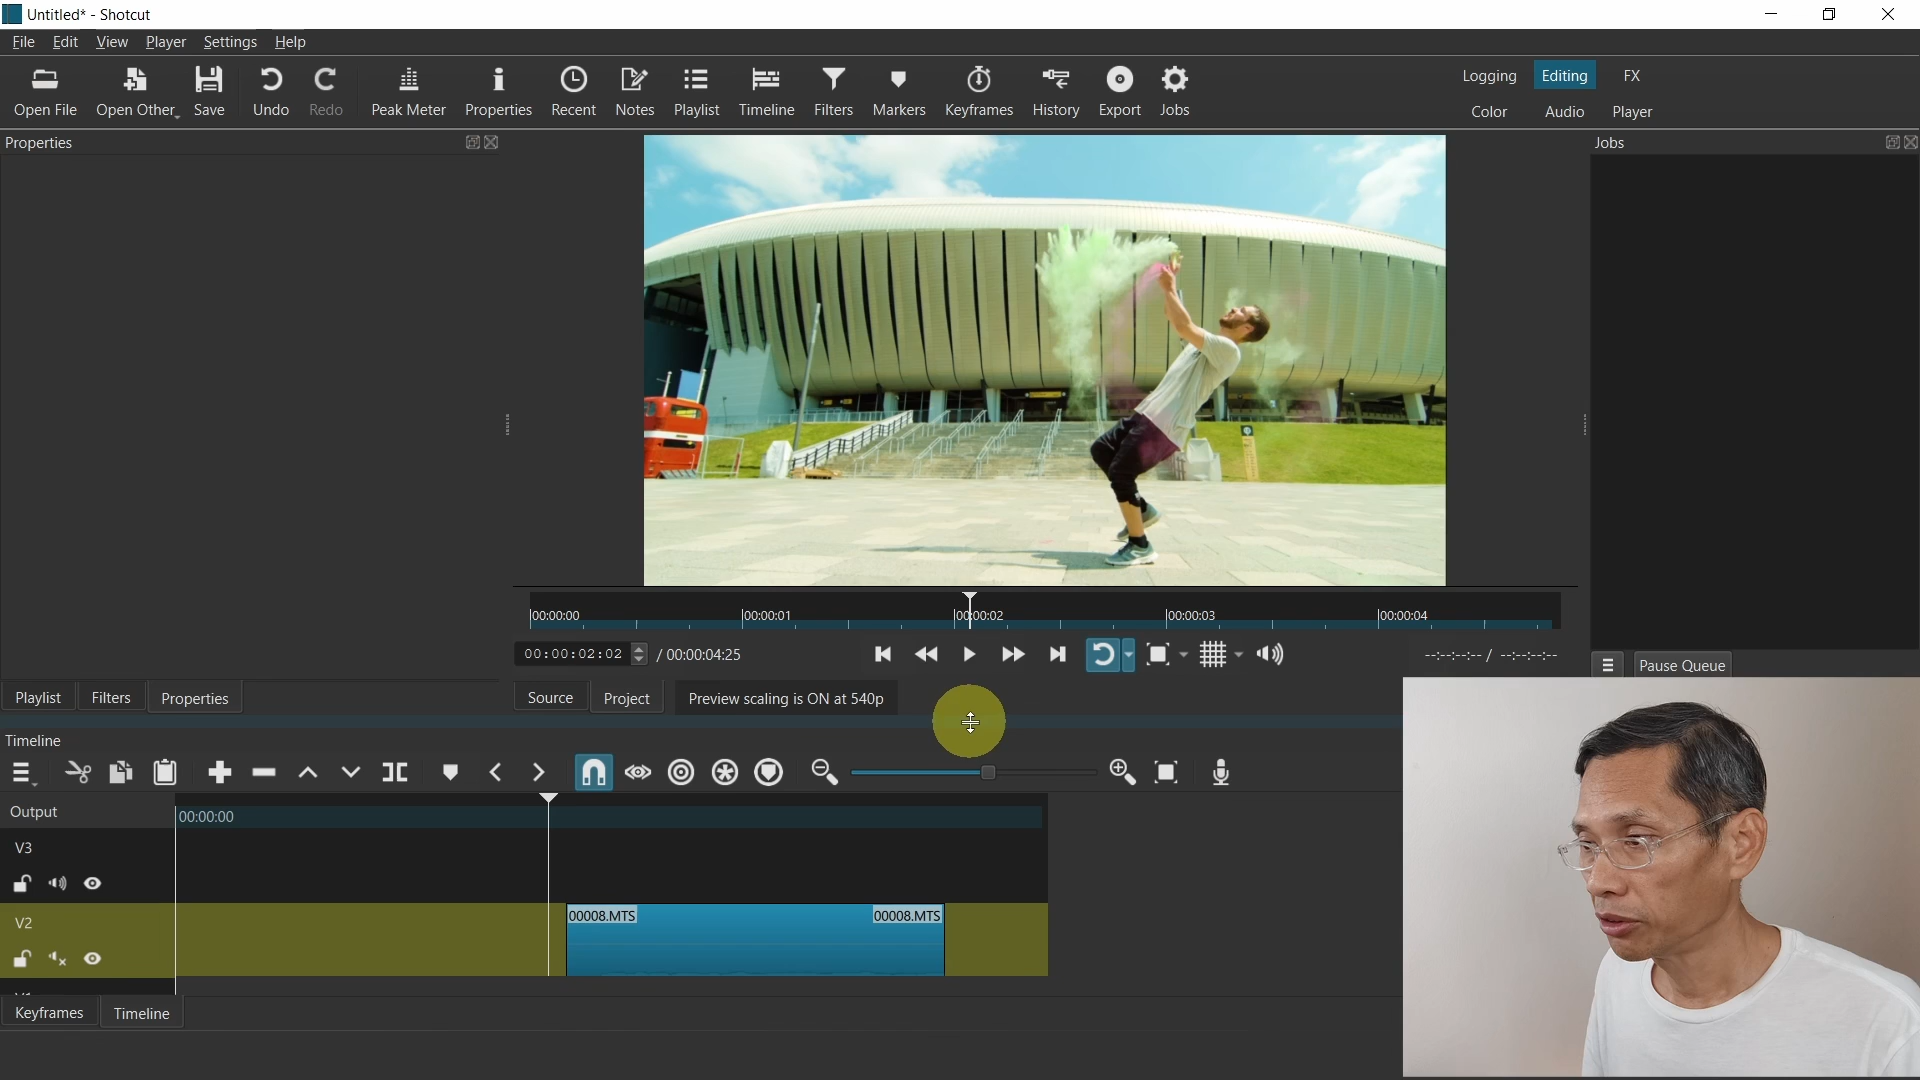 Untitled* - Shotcut
File Edit View Player Settings Help
Open File Open Other Save Undo Redo Peak Meter Properties Recent Notes Playlist Timeline Filters Markers Keyframes History Export Jobs
Logging Editing FX
Color Audio Player
Properties
Jobs
00:00:00 00:00:01 00:00:02 00:00:03 00:00:04
00:00:02:02 / 00:00:04:25
--:--:--:-- / --:--:--:--
Pause Queue
Playlist Filters Properties
Source Project Preview scaling is ON at 540p
Timeline
Output
00:00:00
V3
V2
00008.MTS 00008.MTS
Keyframes Timeline